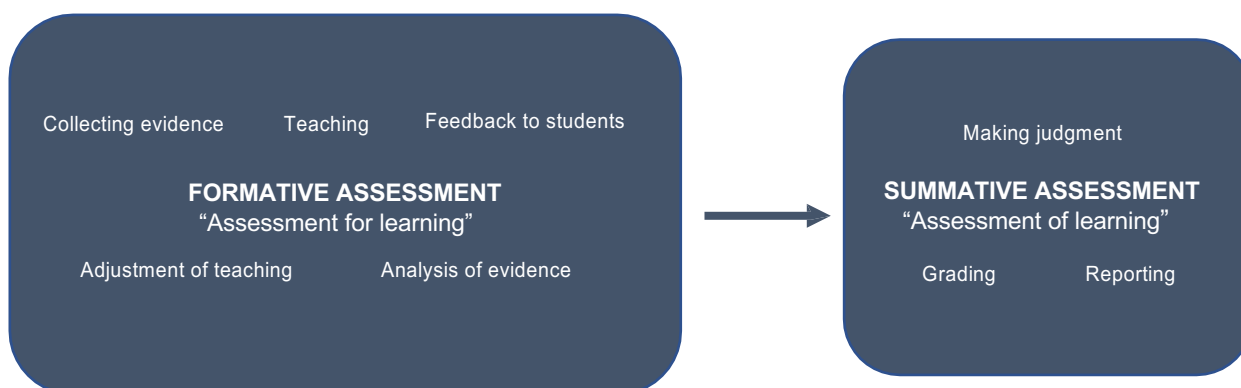 Collecting evidence
Teaching
Feedback to students
FORMATIVE ASSESSMENT
“Assessment for learning”
Adjustment of teaching
Analysis of evidence
Making judgment
SUMMATIVE ASSESSMENT
“Assessment of learning”
Grading
Reporting